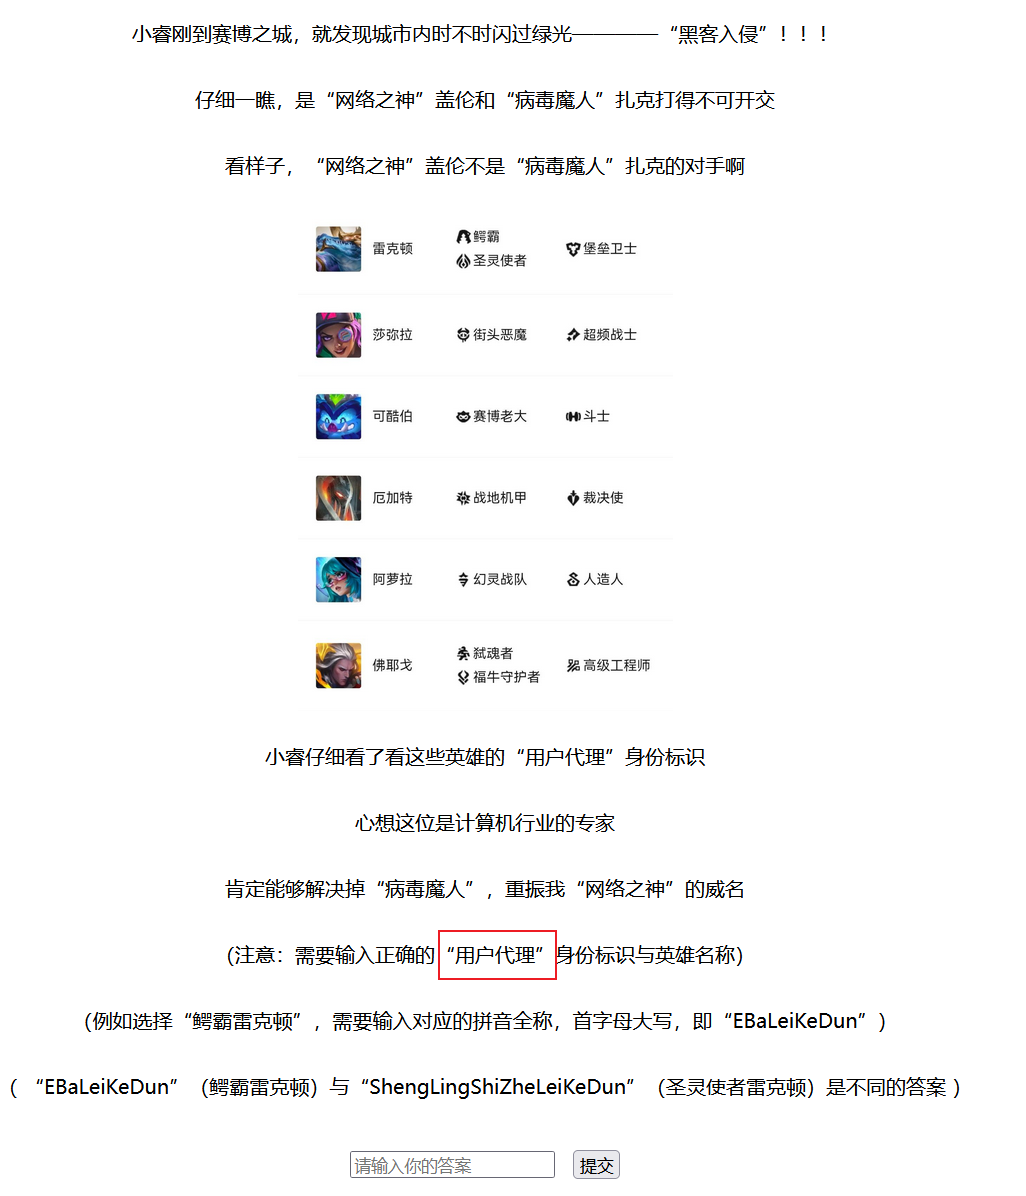 小睿刚到赛博之城，就发现城市内时不时闪过绿光————“黑客入侵”！！！
仔细一瞧，是“网络之神”盖伦和“病毒魔人”扎克打得不可开交
看样子，“网络之神”盖伦不是“病毒魔人”扎克的对手啊
雷克顿 鳄霸 圣灵使者 堡垒卫士
莎弥拉 街头恶魔 超频战士
可酷伯 赛博老大 斗士
厄加特 战地机甲 裁决使
阿萝拉 幻灵战队 人造人
佛耶戈 弑魂者 福牛守护者 高级工程师
小睿仔细看了看这些英雄的“用户代理”身份标识
心想这位是计算机行业的专家
肯定能够解决掉“病毒魔人”，重振我“网络之神”的威名
（注意：需要输入正确的“用户代理”身份标识与英雄名称）
（例如选择“鳄霸雷克顿”，需要输入对应的拼音全称，首字母大写，即“EBaLeiKeDun”）
（ “EBaLeiKeDun”（鳄霸雷克顿）与“ShengLingShiZheLeiKeDun”（圣灵使者雷克顿）是不同的答案 ）
请输入你的答案 提交